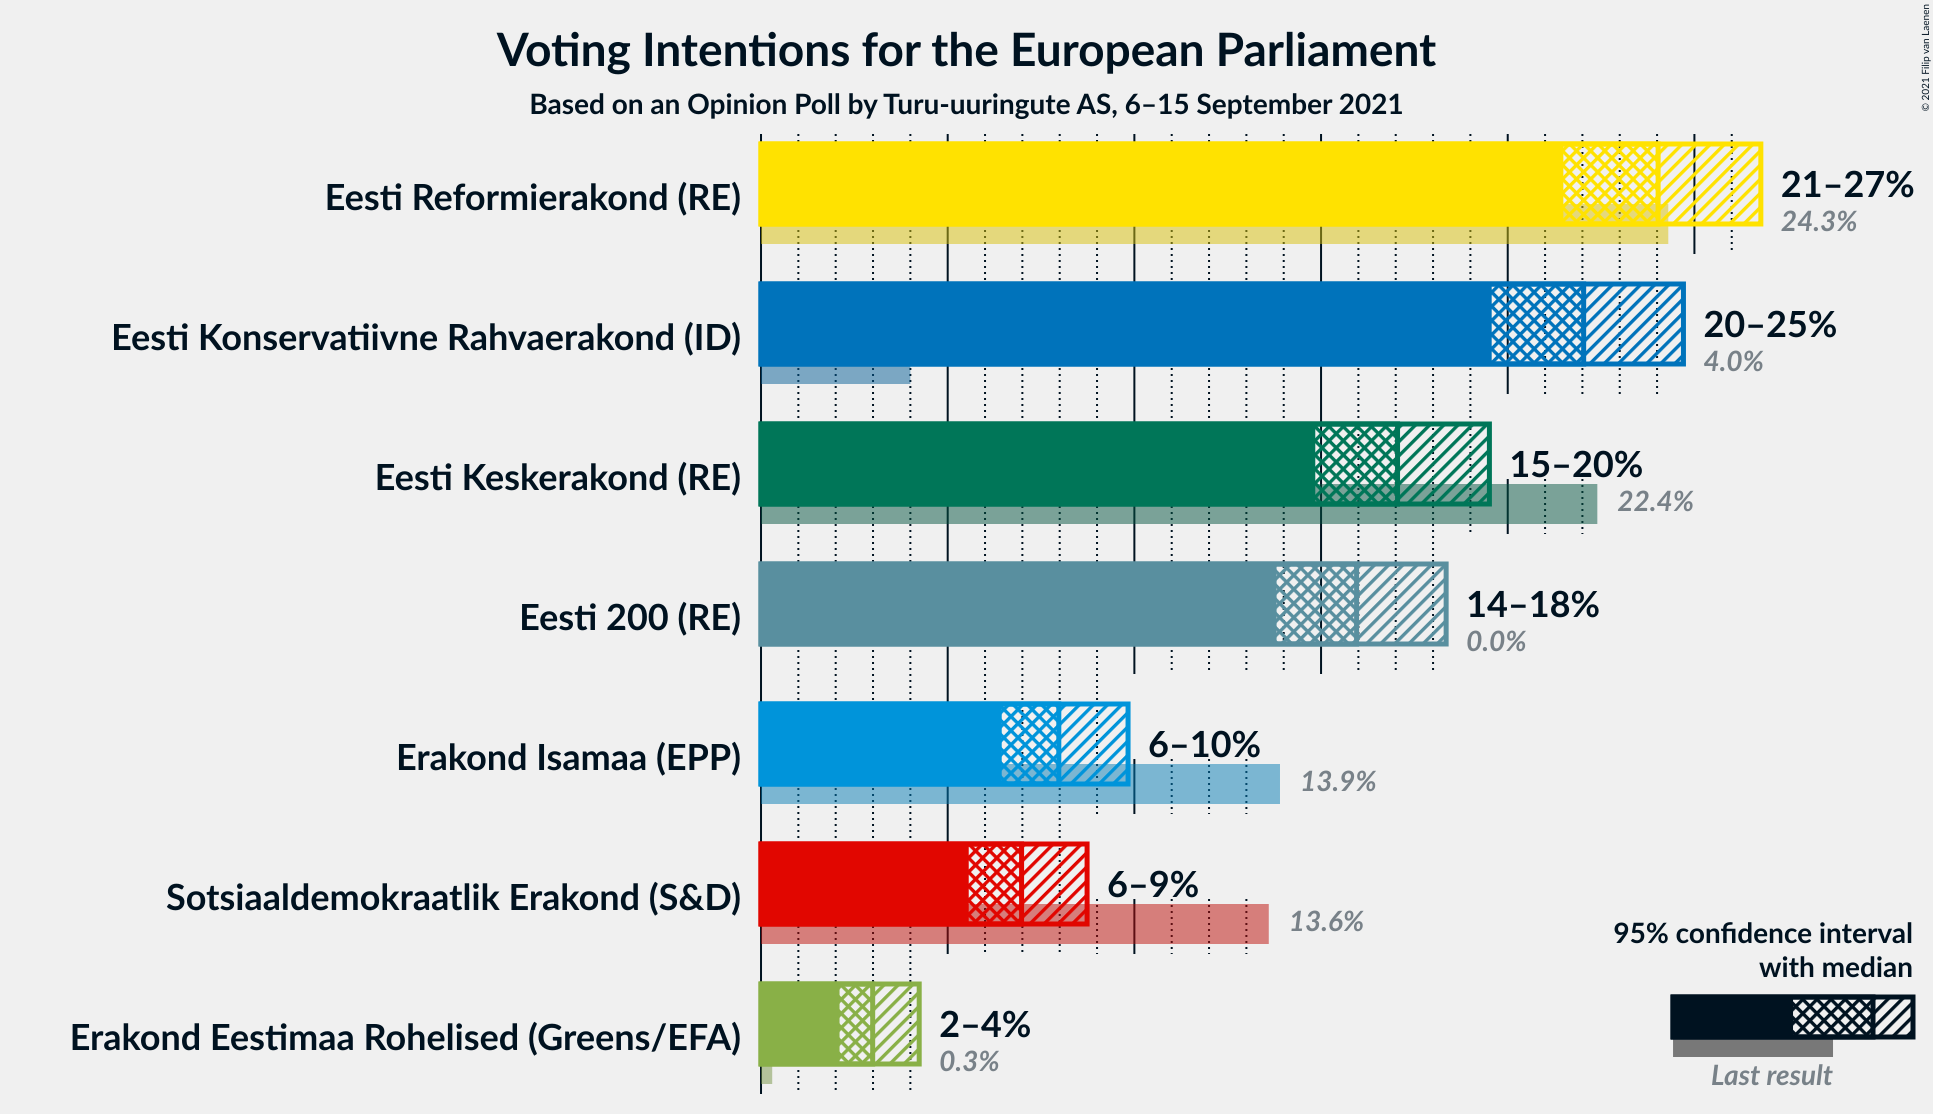 Voting Intentions for the European Parliament
Based on an Opinion Poll by Turu-uuringute AS, 6–15 September 2021
© 2021 Filip van Laenen
Eesti Reformierakond (RE)
21–27%
24.3%
Eesti Konservatiivne Rahvaerakond (ID)
20–25%
4.0%
Eesti Keskerakond (RE)
15–20%
22.4%
Eesti 200 (RE)
14–18%
0.0%
Erakond Isamaa (EPP)
6–10%
13.9%
Sotsiaaldemokraatlik Erakond (S&D)
6–9%
13.6%
Erakond Eestimaa Rohelised (Greens/EFA)
2–4%
0.3%
95% confidence interval
with median
Last result